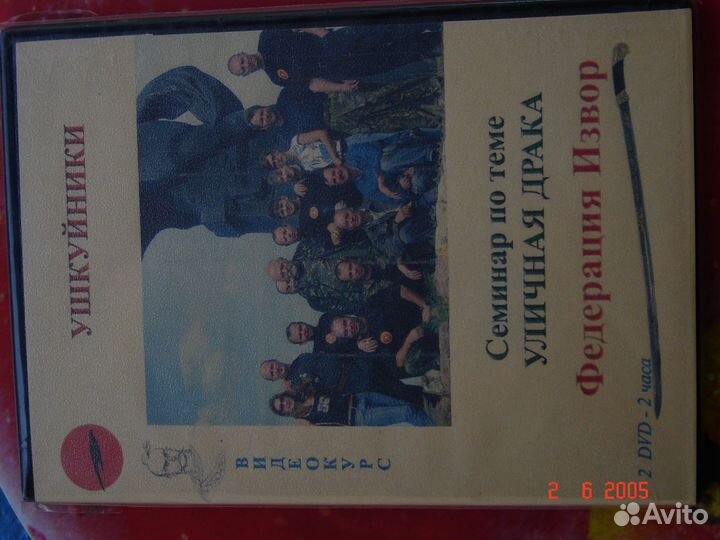 УШКУЙНИКИ
ВИДЕОКУРС
Семинар по теме
УЛИЧНАЯ ДРАКА
Федерация Извор
2 DVD - 2 часа
2 6 2005
Avito